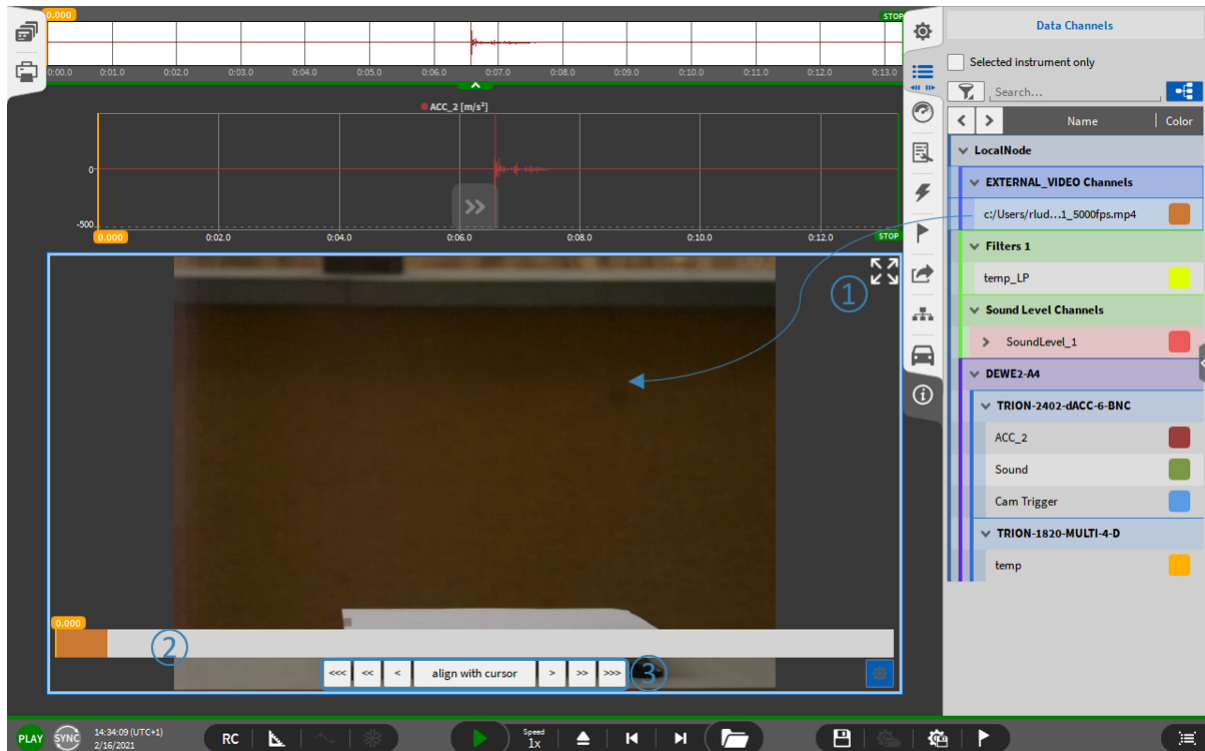 0.000
STOP
0:00.0 0:01.0 0:02.0 0:03.0 0:04.0 0:05.0 0:06.0 0:07.0 0:08.0 0:09.0 0:10.0 0:11.0 0:12.0 0:13.0
ACC_2 [m/s²]
0
-500
0.000
0:02.0 0:04.0 0:06.0 0:08.0 0:10.0 0:12.0
STOP
1
0.000
2
<<< << < align with cursor > >> >>>
3
Data Channels
Selected instrument only
Search...
< > Name Color
LocalNode
EXTERNAL_VIDEO Channels
c:/Users/rlud...1_5000fps.mp4
Filters 1
temp_LP
Sound Level Channels
SoundLevel_1
DEWE2-A4
TRION-2402-dACC-6-BNC
ACC_2
Sound
Cam Trigger
TRION-1820-MULTI-4-D
temp
PLAY SYNC
14:34:09 (UTC+1)
2/16/2021
RC
Speed
1x